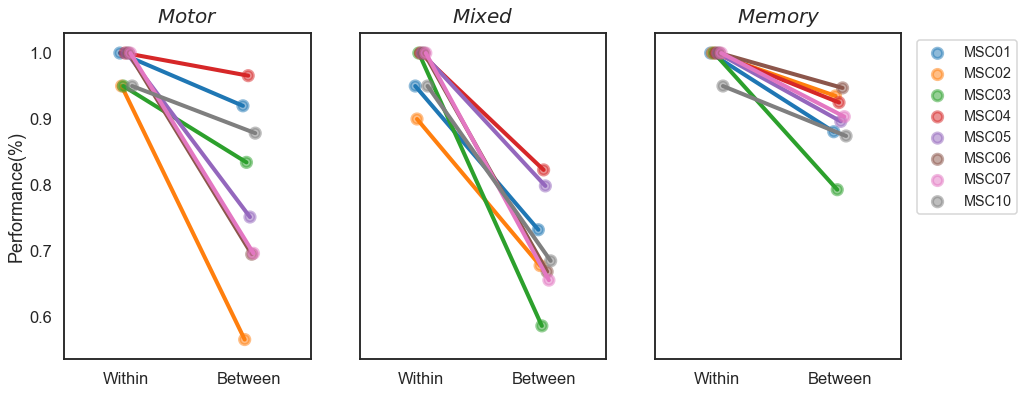 Motor
Mixed
Memory
Performance(%)
1.0
0.9
0.8
0.7
0.6
Within
Between
Within
Between
Within
Between
MSC01
MSC02
MSC03
MSC04
MSC05
MSC06
MSC07
MSC10